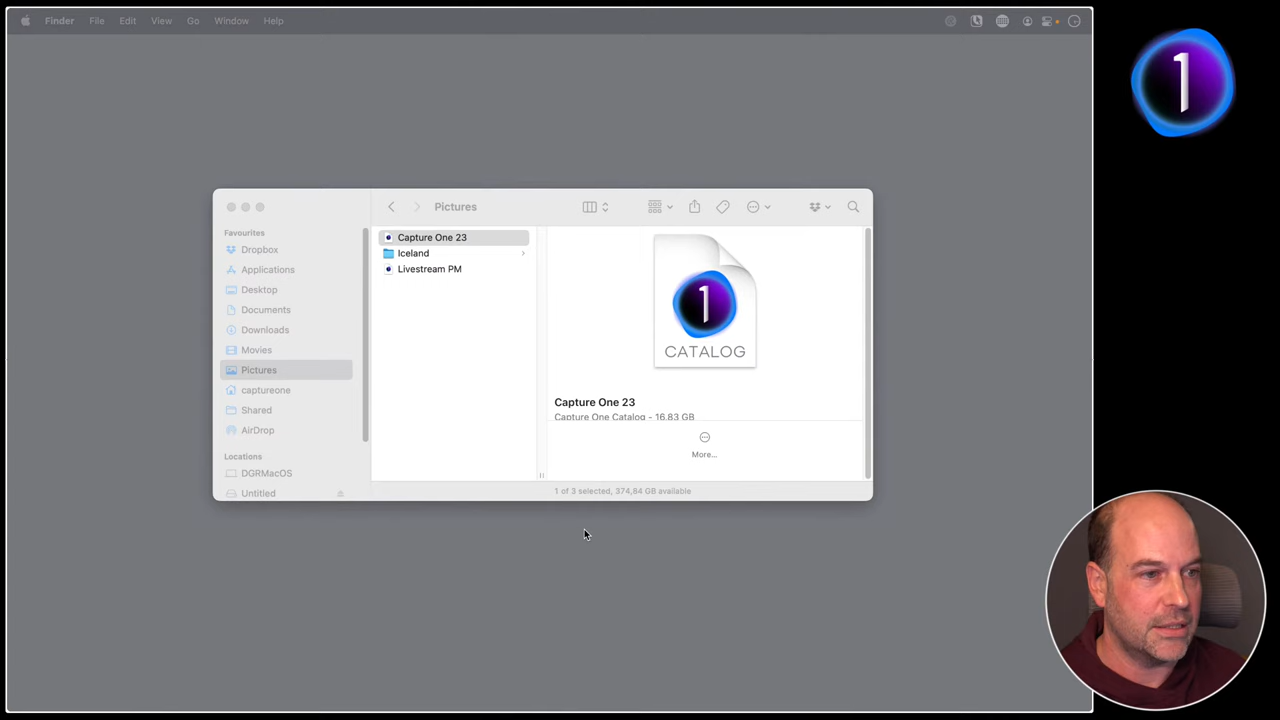 Finder File Edit View Go Window Help
1
Pictures
Favourites
Dropbox
Applications
Desktop
Documents
Downloads
Movies
Pictures
captureone
Shared
AirDrop
Locations
DGRMacOS
Untitled
Capture One 23
Iceland
Livestream PM
1
CATALOG
Capture One 23
Capture One Catalog - 16,83 GB
More...
1 of 3 selected, 374,84 GB available